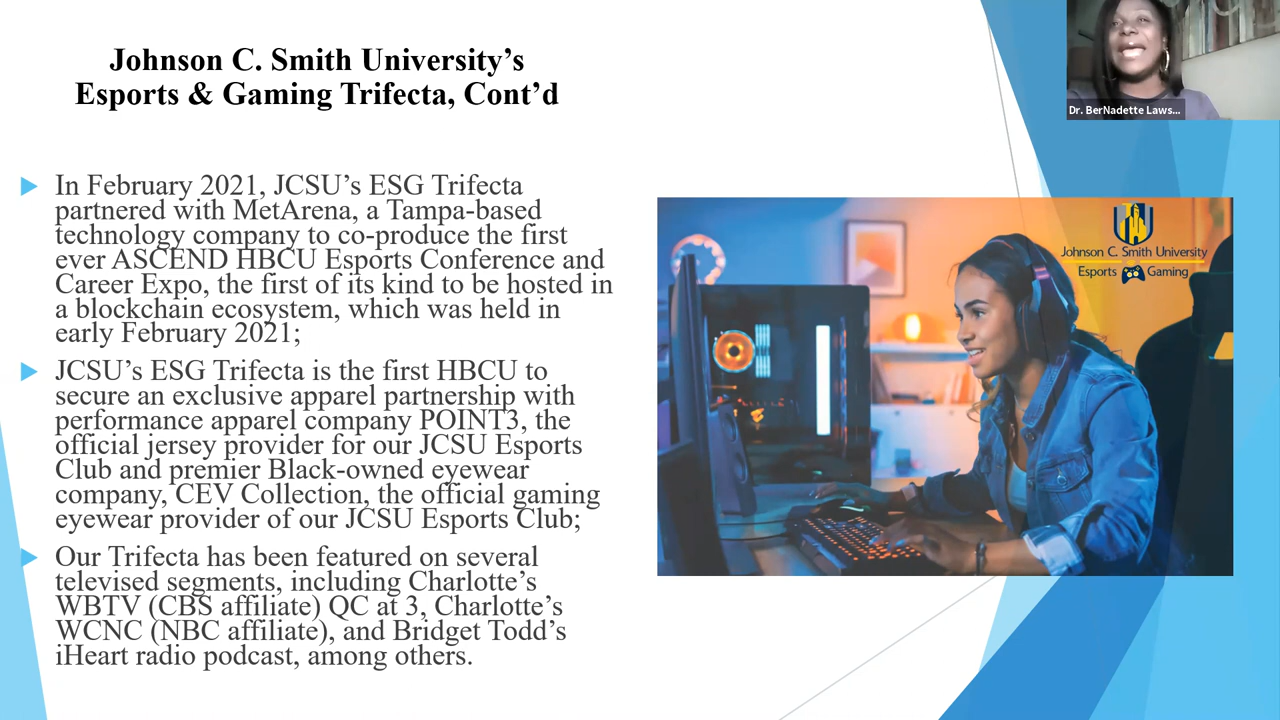 Johnson C. Smith University’s
Esports & Gaming Trifecta, Cont’d
Dr. BerNadette Laws...
In February 2021, JCSU’s ESG Trifecta
partnered with MetArena, a Tampa-based
technology company to co-produce the first
ever ASCEND HBCU Esports Conference and
Career Expo, the first of its kind to be hosted in
a blockchain ecosystem, which was held in
early February 2021;
JCSU’s ESG Trifecta is the first HBCU to
secure an exclusive apparel partnership with
performance apparel company POINT3, the
official jersey provider for our JCSU Esports
Club and premier Black-owned eyewear
company, CEV Collection, the official gaming
eyewear provider of our JCSU Esports Club;
Our Trifecta has been featured on several
televised segments, including Charlotte’s
WBTV (CBS affiliate) QC at 3, Charlotte’s
WCNC (NBC affiliate), and Bridget Todd’s
iHeart radio podcast, among others.
Johnson C. Smith University
Esports Gaming